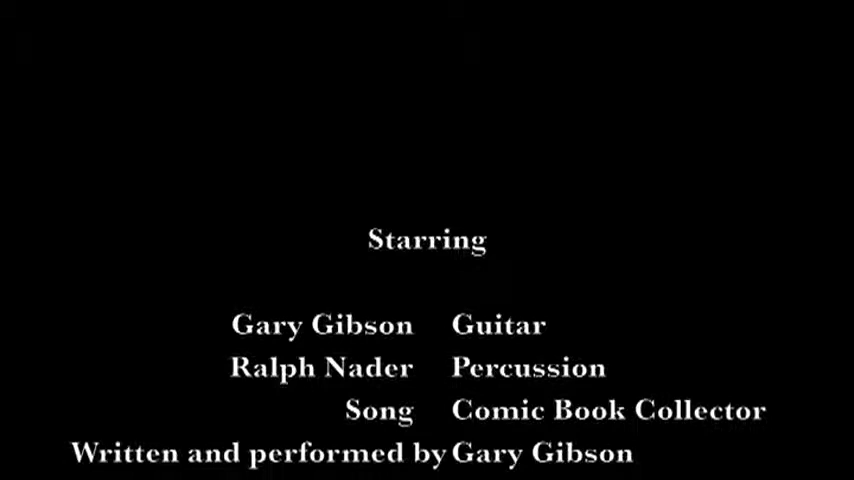 Starring
Gary Gibson Guitar
Ralph Nader Percussion
Song Comic Book Collector
Written and performed by Gary Gibson